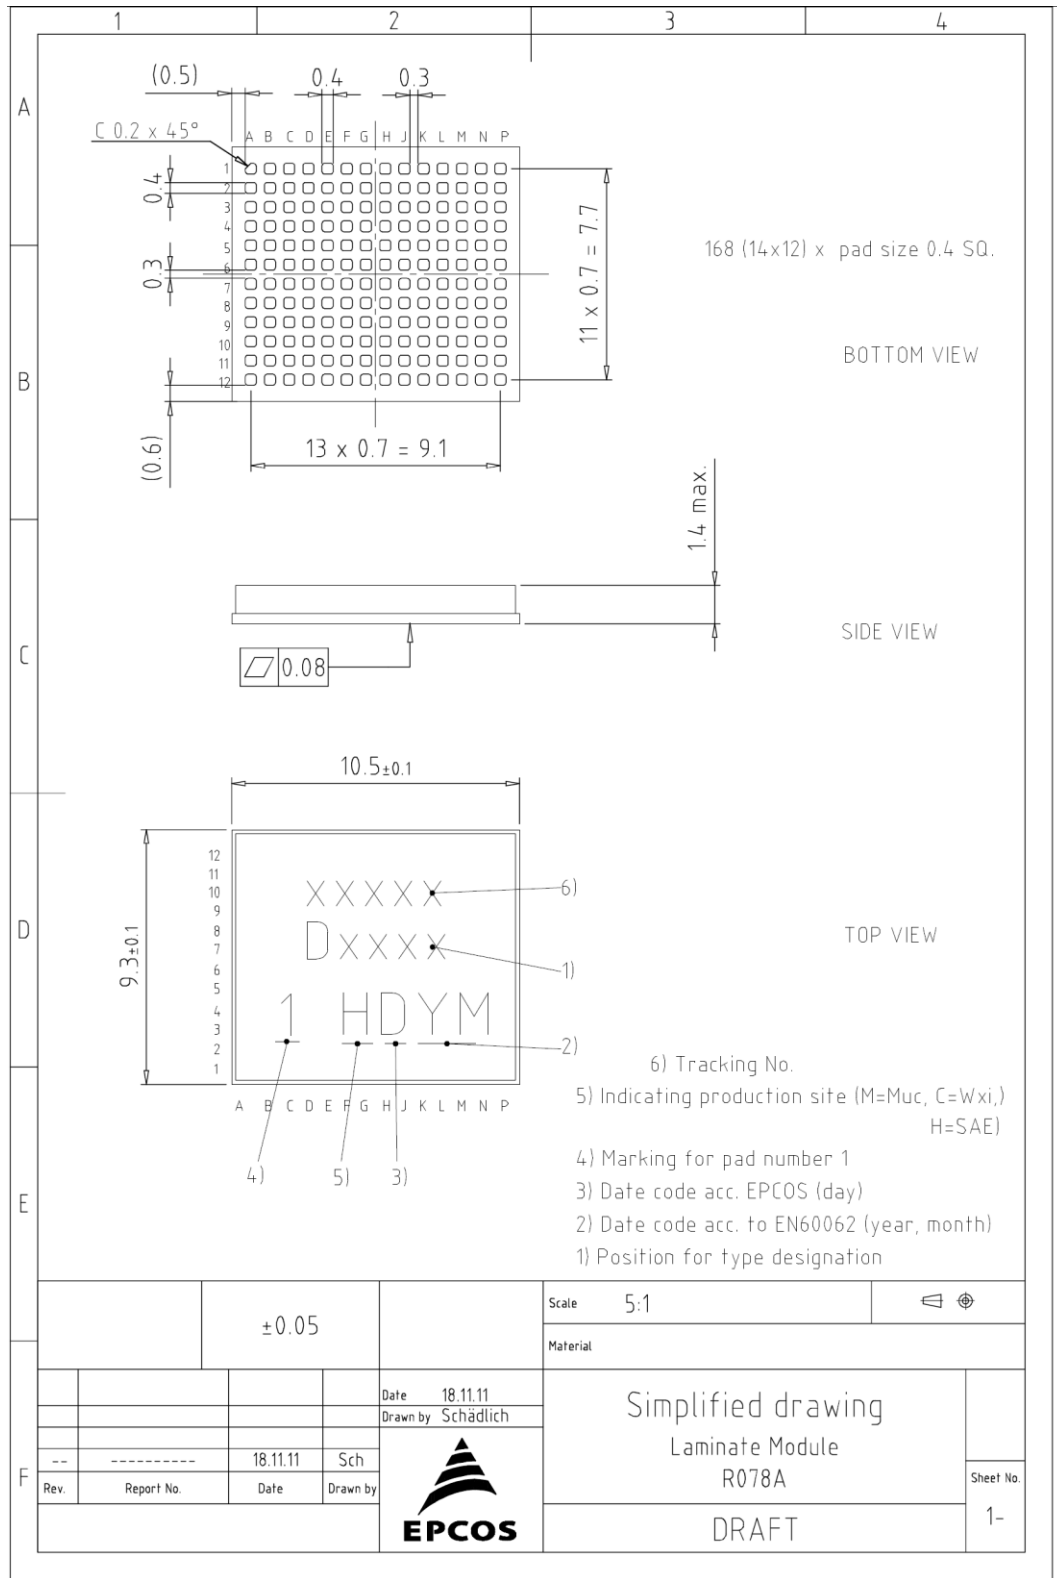 1 2 3 4
A
B
C
D
E
F
(0.5) 0.4 0.3
C 0.2 x 45°
A B C D E F G H J K L M N P
1
2
3
4
5
6
7
8
9
10
11
12
0.4
0.3
(0.6)
11 x 0.7 = 7.7
13 x 0.7 = 9.1
168 (14x12) x pad size 0.4 SQ.
BOTTOM VIEW
1.4 max.
SIDE VIEW
0.08
10.5±0.1
9.3±0.1
12
11
10
9
8
7
6
5
4
3
2
1
XXXXX
Dxxxx
1 HDYM
6)
1)
2)
A B C D E F G H J K L M N P
4) 5) 3)
TOP VIEW
6) Tracking No.
5) Indicating production site (M=Muc, C=Wxi,)
H=SAE)
4) Marking for pad number 1
3) Date code acc. EPCOS (day)
2) Date code acc. to EN60062 (year, month)
1) Position for type designation
±0.05
Scale 5:1
Material
Date 18.11.11
Drawn by Schädlich
-- ---------- 18.11.11 Sch
Rev. Report No. Date Drawn by
EPCOS
Simplified drawing
Laminate Module
R078A
DRAFT
Sheet No.
1-